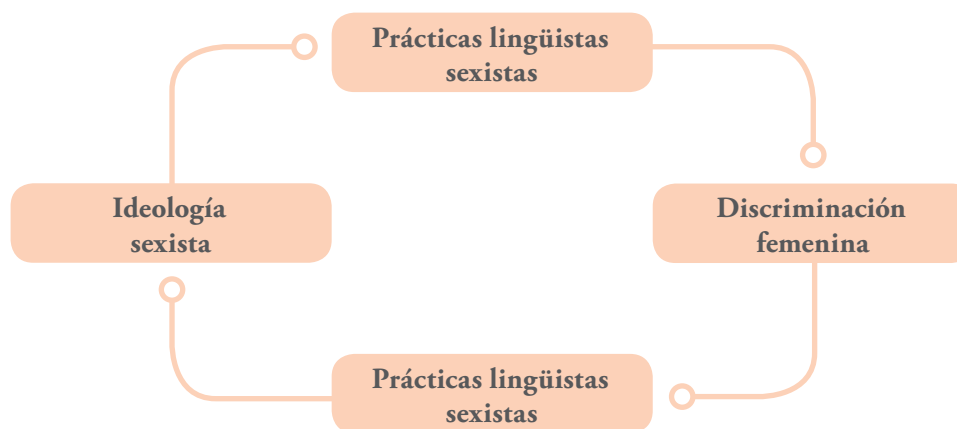 Prácticas lingüistas
sexistas
Ideología
sexista
Discriminación
femenina
Prácticas lingüistas
sexistas